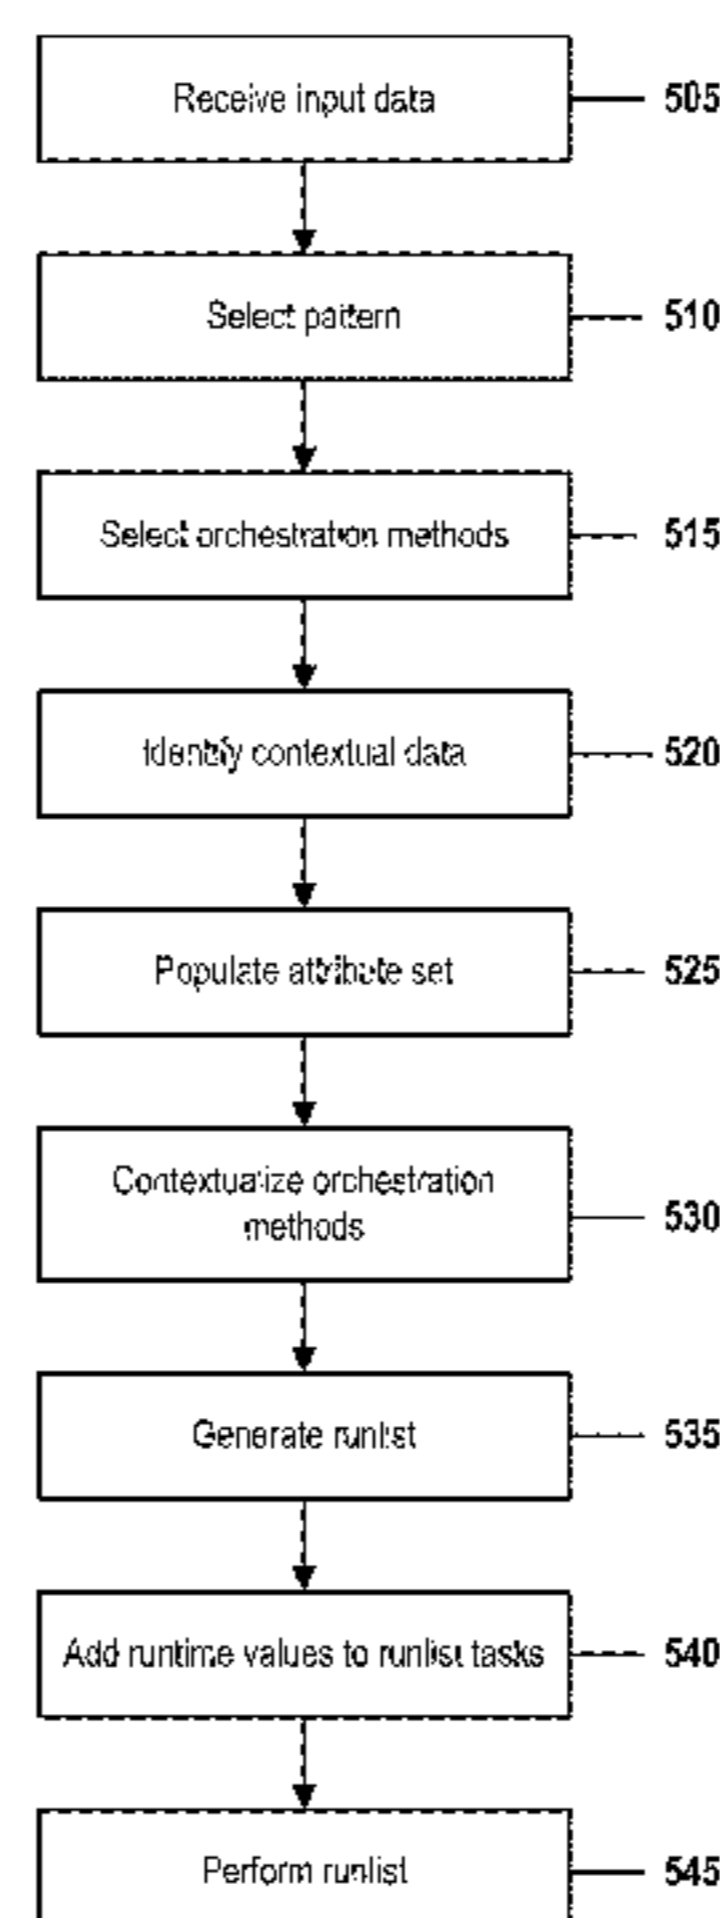 Receive input data 505
Select pattern 510
Select orchestration methods 515
Identify contextual data 520
Populate attribute set 525
Contextualize orchestration
methods 530
Generate runlist 535
Add runtime values to runlist tasks 540
Perform runlist 545